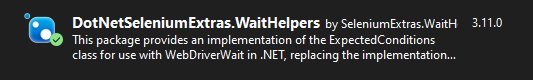 DotNetSeleniumExtras.WaitHelpers by SeleniumExtras.WaitH 3.11.0
This package provides an implementation of the ExpectedConditions
class for use with WebDriverWait in .NET, replacing the implementation...